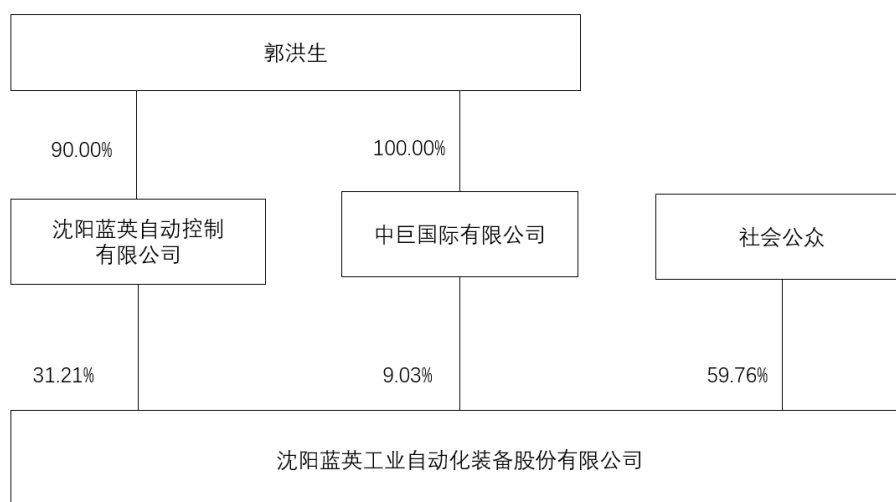 郭洪生
90.00%
100.00%
沈阳蓝英自动控制
有限公司
中巨国际有限公司
社会公众
31.21%
9.03%
59.76%
沈阳蓝英工业自动化装备股份有限公司